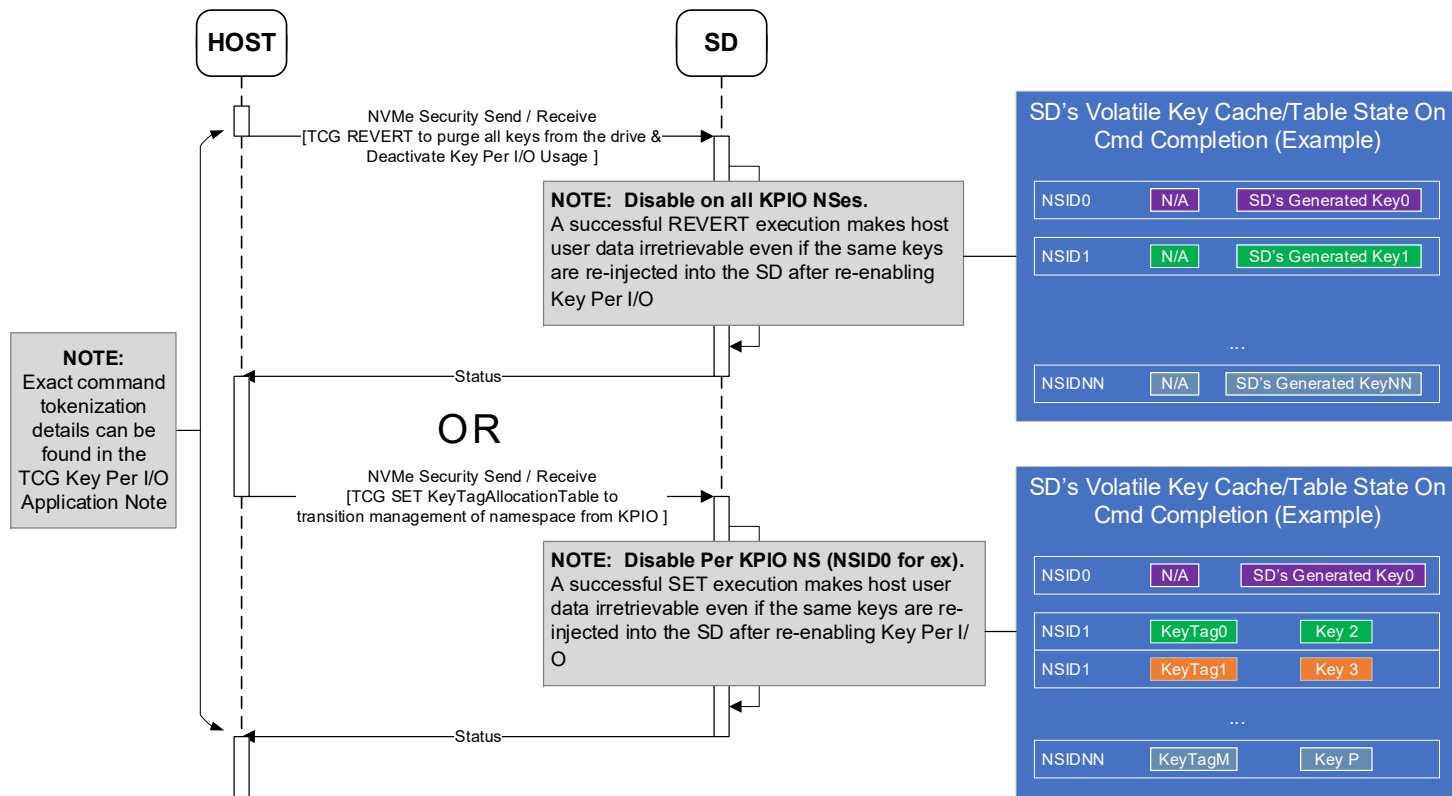 HOST
SD
NVMe Security Send / Receive
[TCG REVERT to purge all keys from the drive &
Deactivate Key Per I/O Usage ]
NOTE:  Disable on all KPIO NSes.
A successful REVERT execution makes host
user data irretrievable even if the same keys
are re-injected into the SD after re-enabling
Key Per I/O
SD's Volatile Key Cache/Table State On
Cmd Completion (Example)
NSID0 N/A SD's Generated Key0
NSID1 N/A SD's Generated Key1
...
NSIDNN N/A SD's Generated KeyNN
Status
NOTE:
Exact command
tokenization
details can be
found in the
TCG Key Per I/O
Application Note
OR
NVMe Security Send / Receive
[TCG SET KeyTagAllocationTable to
transition management of namespace from KPIO ]
NOTE:  Disable Per KPIO NS (NSID0 for ex).
A successful SET execution makes host user
data irretrievable even if the same keys are re-
injected into the SD after re-enabling Key Per I/
O
SD's Volatile Key Cache/Table State On
Cmd Completion (Example)
NSID0 N/A SD's Generated Key0
NSID1 KeyTag0 Key 2
NSID1 KeyTag1 Key 3
...
NSIDNN KeyTagM Key P
Status